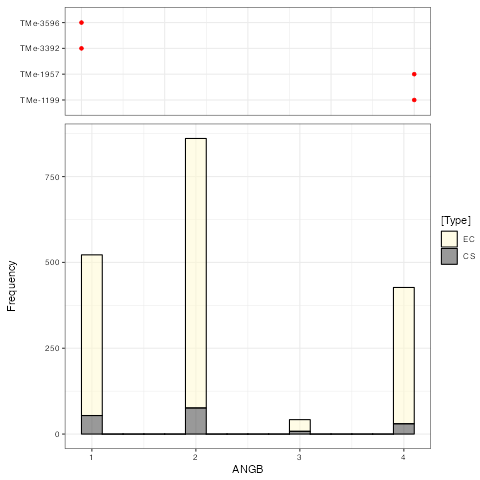 TMe-3596
TMe-3392
TMe-1957
TMe-1199
750
500
250
0
Frequency
1 2 3 4
ANGB
[Type]
EC
CS